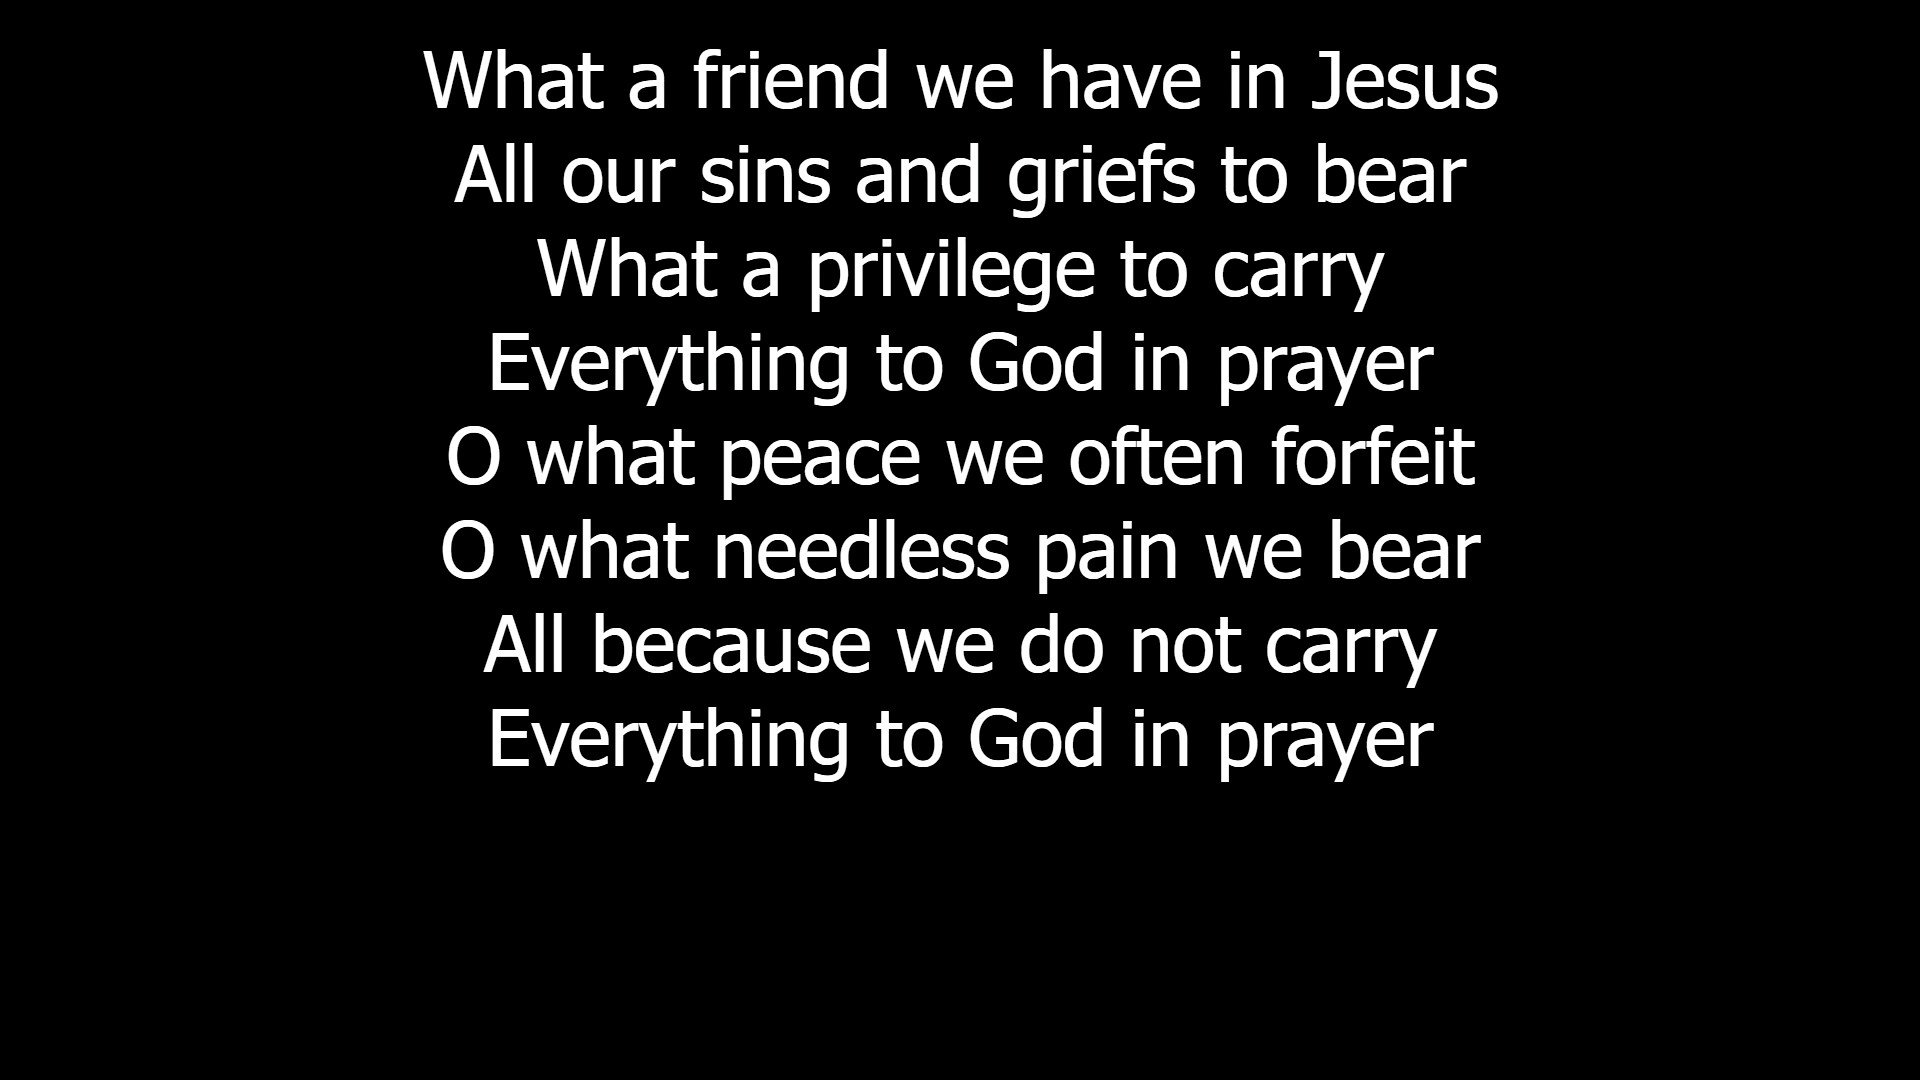 What a friend we have in Jesus
All our sins and griefs to bear
What a privilege to carry
Everything to God in prayer
O what peace we often forfeit
O what needless pain we bear
All because we do not carry
Everything to God in prayer